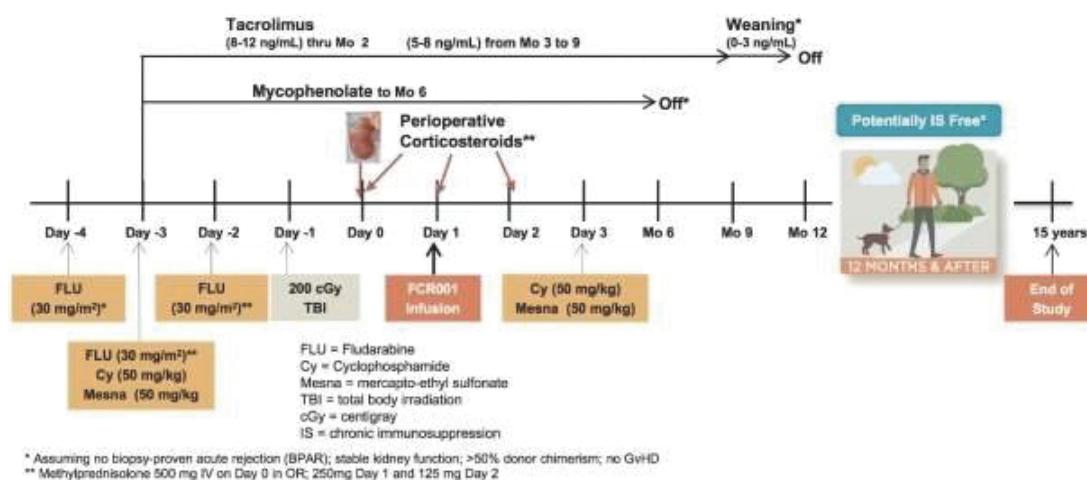 Tacrolimus
(8-12 ng/mL) thru Mo 2
(5-8 ng/mL) from Mo 3 to 9
Weaning*
(0-3 ng/mL)
Off
Mycophenolate to Mo 6
Off*
Perioperative
Corticosteroids**
Potentially IS Free*
Day -4
Day -3
Day -2
Day -1
Day 0
Day 1
Day 2
Day 3
Mo 6
Mo 9
Mo 12
12 MONTHS & AFTER
15 years
FLU
(30 mg/m²)*
FLU
(30 mg/m²)**
200 cGy
TBI
FCR001
Infusion
Cy (50 mg/kg)
Mesna (50 mg/kg)
End of
Study
FLU (30 mg/m²)**
Cy (50 mg/kg)
Mesna (50 mg/kg
FLU = Fludarabine
Cy = Cyclophosphamide
Mesna = mercapto-ethyl sulfonate
TBI = total body irradiation
cGy = centigray
IS = chronic immunosuppression
* Assuming no biopsy-proven acute rejection (BPAR); stable kidney function; >50% donor chimerism; no GvHD
** Methylprednisolone 500 mg IV on Day 0 in OR; 250mg Day 1 and 125 mg Day 2